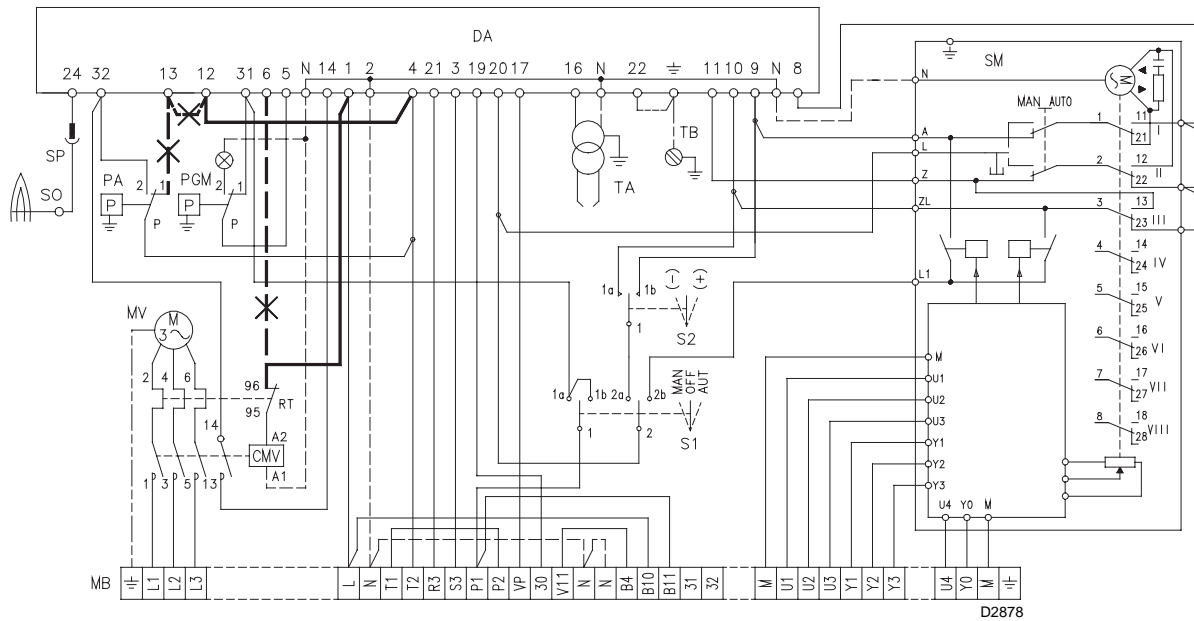 DA
24 32 13 12 31 6 5 N 14 1 2 4 21 3 19 20 17 16 N 22 11 10 9 N 8
SM
N
M
MAN AUTO
A
L
Z
ZL
L1
1 11 21 I
2 12 22 II
3 13 23 III
4 14 24 IV
5 15 25 V
6 16 26 VI
7 17 27 VII
8 18 28 VIII
SP
SO
PA
P
2 1
P
PGM
P
2 1
P
TA
TB
(-) (+)
1a 1b
1
S2
MAN
OFF
AUT
1a 1b 2a 2b
1 2
S1
MV
M
3
2 4 6
96
RT
95
14
A2
CMV
A1
1 3 5 13
M
U1
U2
U3
Y1
Y2
Y3
U4 Y0 M
MB
L1 L2 L3 L N T1 T2 R3 S3 P1 P2 VP 30 V11 N N B4 B10 B11 31 32 M U1 U2 U3 Y1 Y2 Y3 U4 Y0 M
D2878